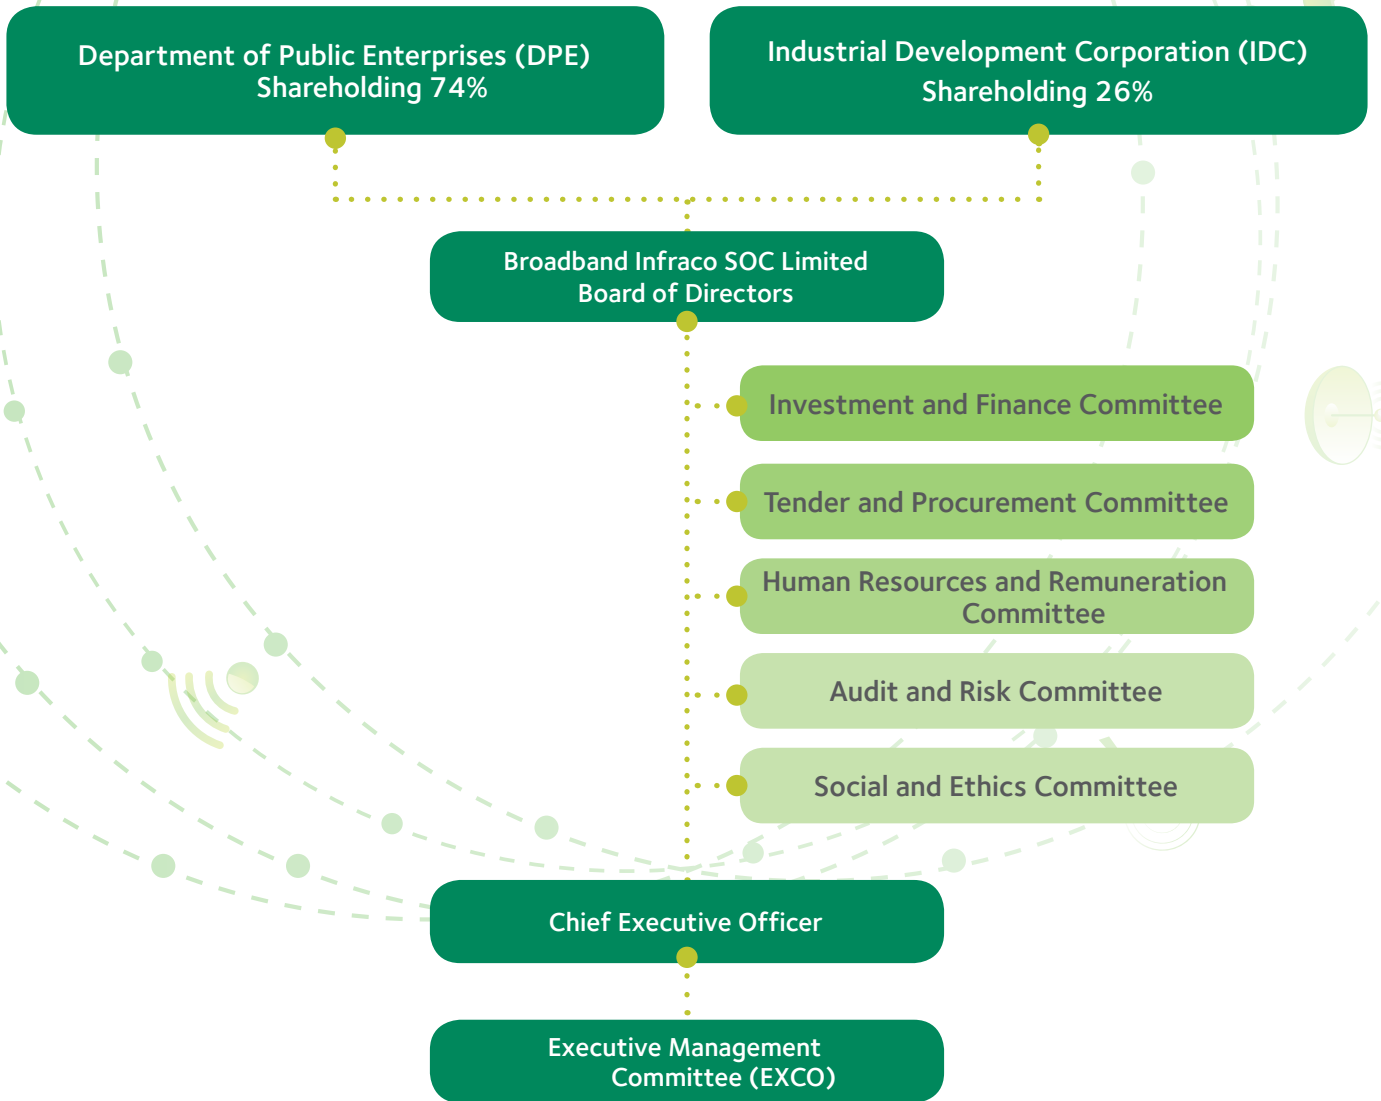 Department of Public Enterprises (DPE)
Shareholding 74%
Industrial Development Corporation (IDC)
Shareholding 26%
Broadband Infraco SOC Limited
Board of Directors
Investment and Finance Committee
Tender and Procurement Committee
Human Resources and Remuneration
Committee
Audit and Risk Committee
Social and Ethics Committee
Chief Executive Officer
Executive Management
Committee (EXCO)